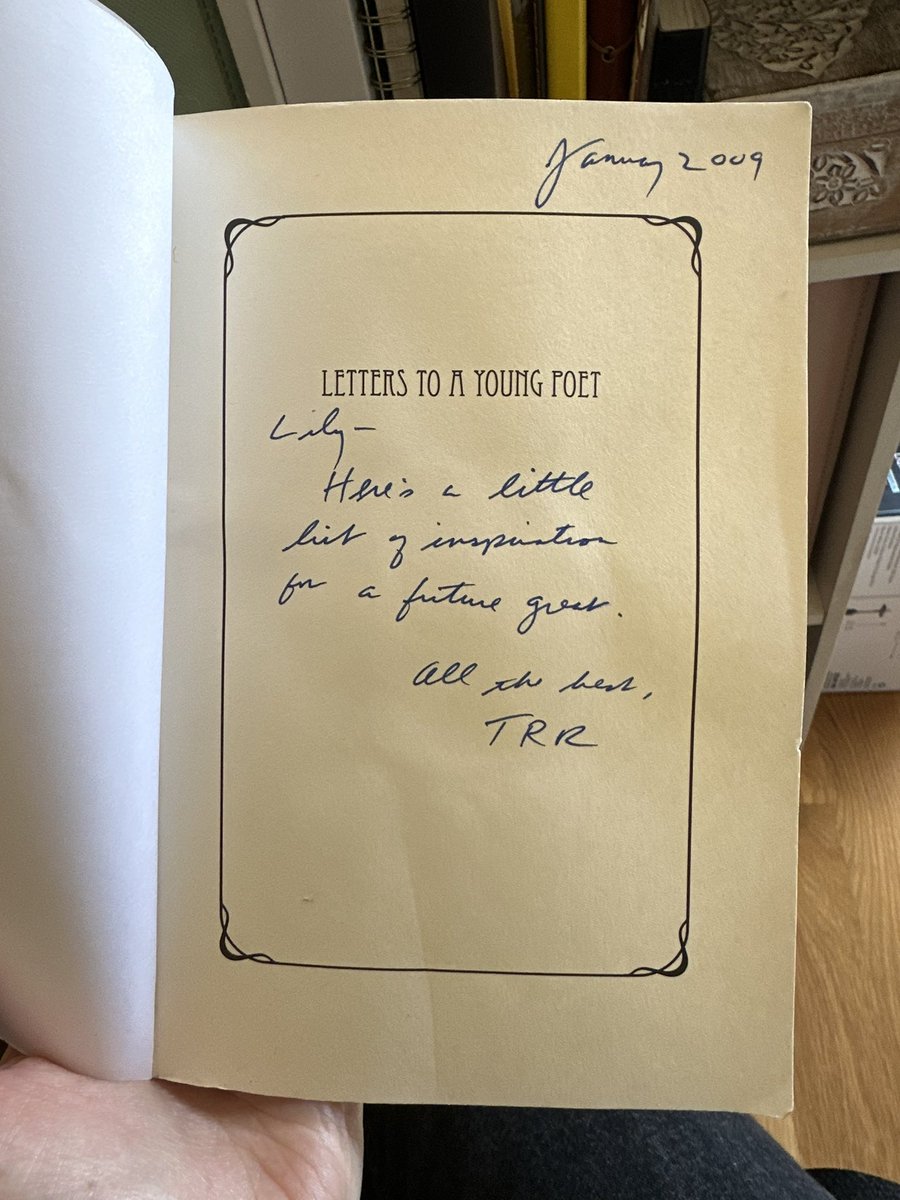 January 2009
LETTERS TO A YOUNG POET
Lily—
Here's a little
bit of inspiration
for a future great.
All the best,
TRR